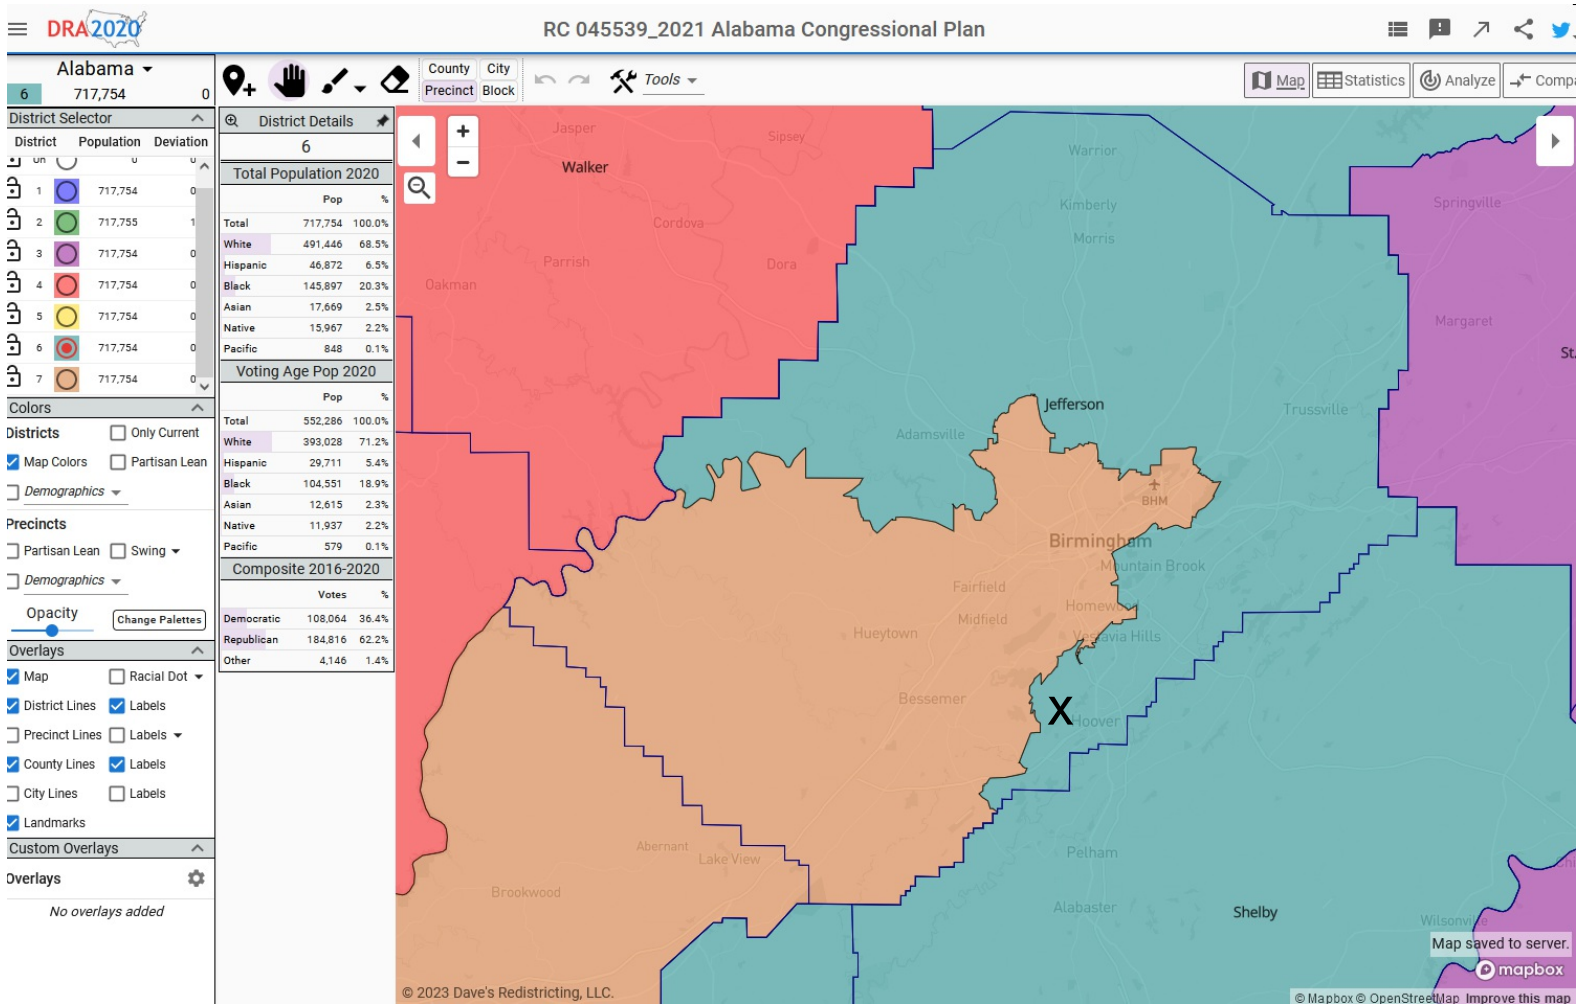 DRA2020
RC 045539_2021 Alabama Congressional Plan
Alabama
6 717,754 0
County City
Precinct Block
Tools
Map
Statistics
Analyze
Compa
District Selector
District Population Deviation
Un 0 0
1 717,754 0
2 717,755 1
3 717,754 0
4 717,754 0
5 717,754 0
6 717,754 0
7 717,754 0
Colors
Districts Only Current
Map Colors Partisan Lean
Demographics
Precincts
Partisan Lean Swing
Demographics
Opacity
Change Palettes
Overlays
Map Racial Dot
District Lines Labels
Precinct Lines Labels
County Lines Labels
City Lines Labels
Landmarks
Custom Overlays
Overlays
No overlays added
District Details
6
Total Population 2020
Pop %
Total 717,754 100.0%
White 491,446 68.5%
Hispanic 46,872 6.5%
Black 145,897 20.3%
Asian 17,669 2.5%
Native 15,967 2.2%
Pacific 848 0.1%
Voting Age Pop 2020
Pop %
Total 552,286 100.0%
White 393,028 71.2%
Hispanic 29,711 5.4%
Black 104,551 18.9%
Asian 12,615 2.3%
Native 11,937 2.2%
Pacific 579 0.1%
Composite 2016-2020
Votes %
Democratic 108,064 36.4%
Republican 184,816 62.2%
Other 4,146 1.4%
+
−
Jasper
Sipsey
Walker
Warrior
Cordova
Kimberly
Springville
Morris
Parrish
Dora
Oakman
Margaret
St.
Jefferson
Trussville
Adamsville
BHM
Birmingham
Mountain Brook
Fairfield
Homewood
Midfield
Hueytown
Vestavia Hills
Bessemer
X
Hoover
Abernant
Lake View
Pelham
Brookwood
Alabaster
Shelby
Wilsonville
Chi
Map saved to server.
mapbox
© 2023 Dave's Redistricting, LLC.
© Mapbox © OpenStreetMap Improve this map